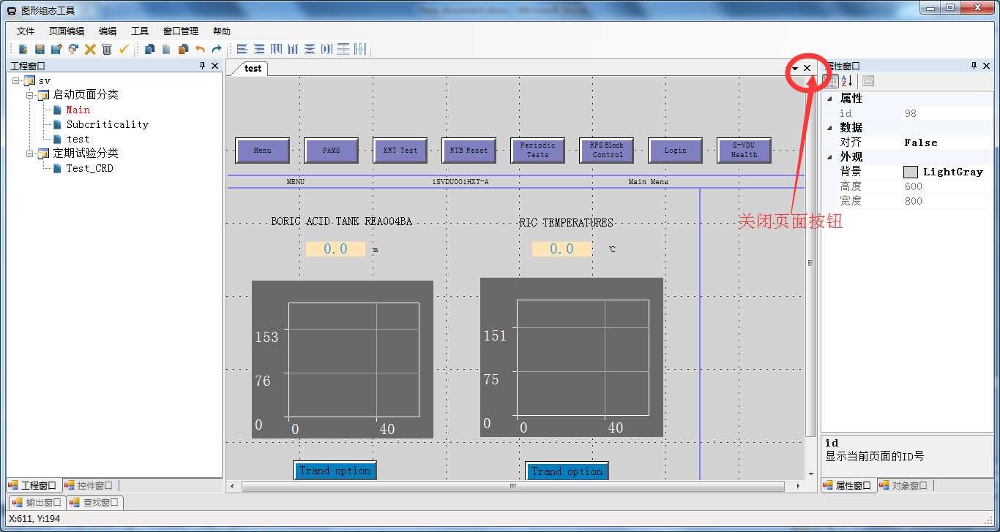 图形组态工具
文件 页面编辑 编辑 工具 窗口管理 帮助
工程窗口
sv
启动页面分类
Main
Subcriticality
test
定期试验分类
Test_CRD
工程窗口 控件窗口
输出窗口 查找窗口
X:611, Y:194
test
Menu
PAMS
KRT Test
RTB Reset
Periodic
Tests
RPS Block
Control
Login
S-VDU
Health
MENU 1SVDU001HXT-A Main Menu
BORIC ACID TANK REA004BA
RIC TEMPERATURES
0.0 m
0.0 ℃
153
76
0
0 40
151
75
0
0 40
Trand option
Trand option
关闭页面按钮
属性窗口
属性
id 98
数据
对齐 False
外观
背景 LightGray
高度 600
宽度 800
id
显示当前页面的ID号
属性窗口 对象窗口